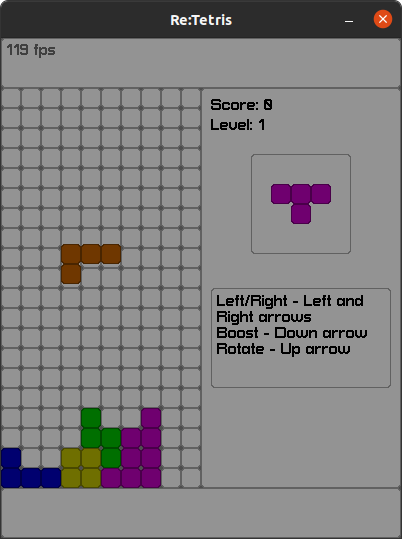 Re:Tetris
119 fps
Score: 0
Level: 1
Left/Right - Left and
Right arrows
Boost - Down arrow
Rotate - Up arrow